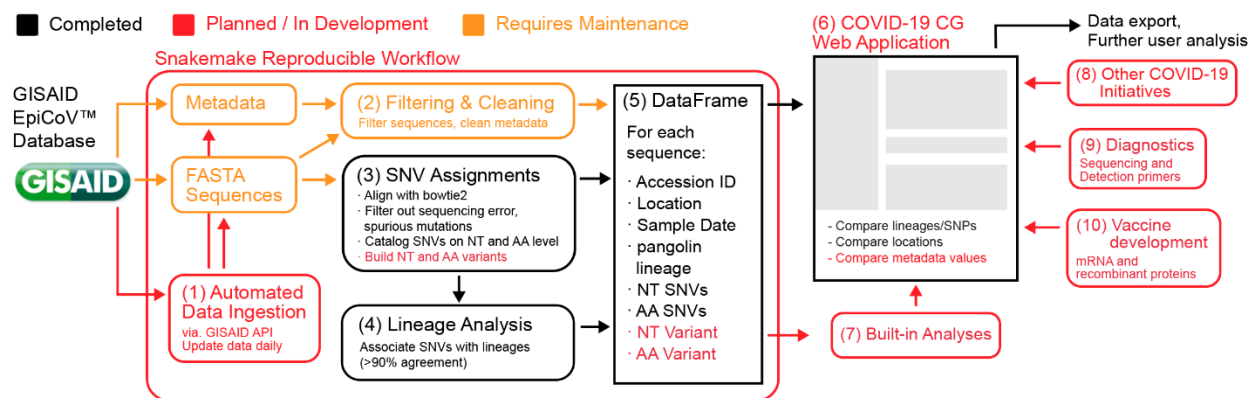 Completed
Planned / In Development
Requires Maintenance
Snakemake Reproducible Workflow
GISAID
EpiCoV™
Database
GISAID
Metadata
FASTA
Sequences
(1) Automated
Data Ingestion
via. GISAID API
Update data daily
(2) Filtering & Cleaning
Filter sequences, clean metadata
(3) SNV Assignments
· Align with bowtie2
· Filter out sequencing error,
spurious mutations
· Catalog SNVs on NT and AA level
· Build NT and AA variants
(4) Lineage Analysis
Associate SNVs with lineages
(>90% agreement)
(5) DataFrame
For each
sequence:
· Accession ID
· Location
· Sample Date
· pangolin
lineage
· NT SNVs
· AA SNVs
· NT Variant
· AA Variant
(6) COVID-19 CG
Web Application
- Compare lineages/SNPs
- Compare locations
- Compare metadata values
(7) Built-in Analyses
Data export,
Further user analysis
(8) Other COVID-19
Initiatives
(9) Diagnostics
Sequencing and
Detection primers
(10) Vaccine
development
mRNA and
recombinant proteins